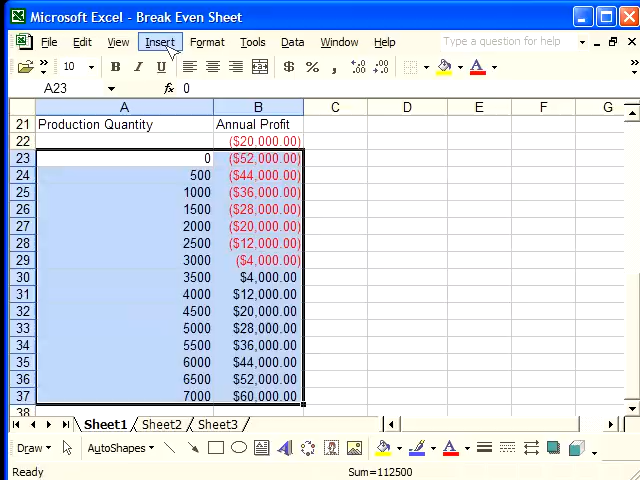 Microsoft Excel - Break Even Sheet
File Edit View Insert Format Tools Data Window Help Type a question for help
10 B I U $ % , .00
A23 fx 0
A B C D E F G
21 Production Quantity Annual Profit
22 ($20,000.00)
23 0 ($52,000.00)
24 500 ($44,000.00)
25 1000 ($36,000.00)
26 1500 ($28,000.00)
27 2000 ($20,000.00)
28 2500 ($12,000.00)
29 3000 ($4,000.00)
30 3500 $4,000.00
31 4000 $12,000.00
32 4500 $20,000.00
33 5000 $28,000.00
34 5500 $36,000.00
35 6000 $44,000.00
36 6500 $52,000.00
37 7000 $60,000.00
38
Sheet1 Sheet2 Sheet3
Draw AutoShapes A A
Ready Sum=112500